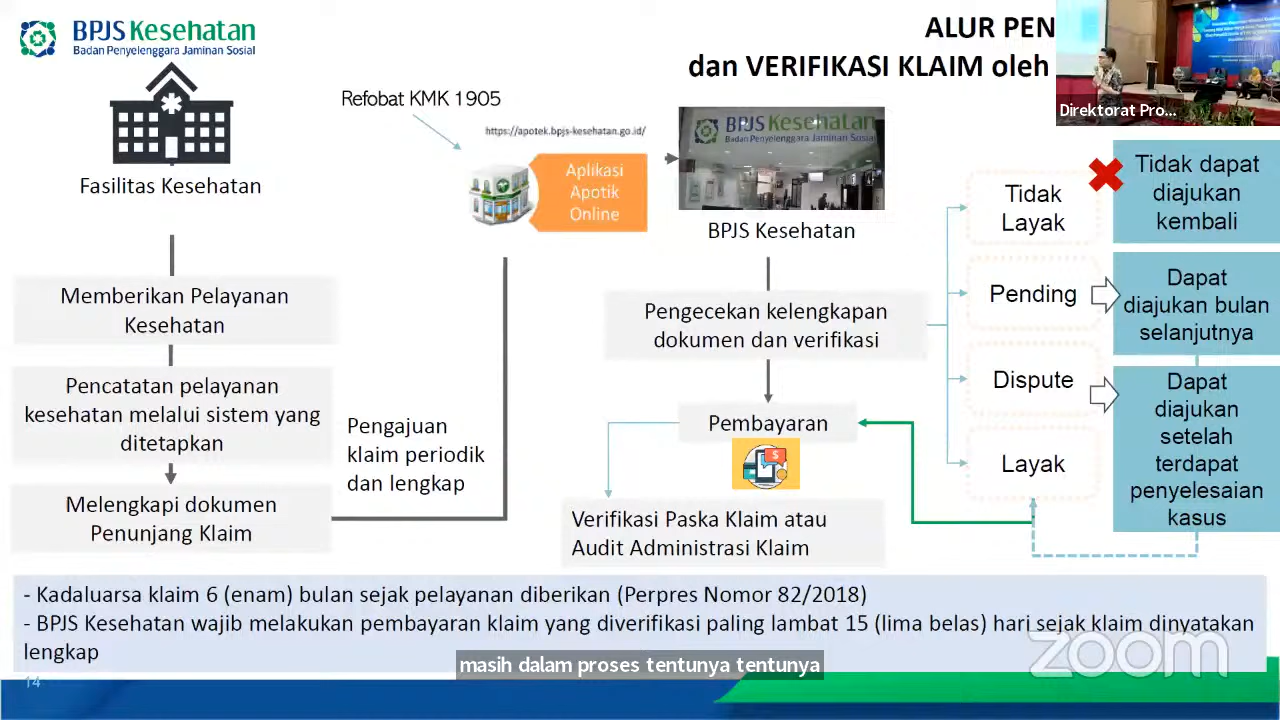 BPJS Kesehatan
Badan Penyelenggara Jaminan Sosial
ALUR PEN
dan VERIFIKASI KLAIM oleh
Direktorat Pro...
Refobat KMK 1905
https://apotek.bpjs-kesehatan.go.id/
Aplikasi
Apotik
Online
BPJS Kesehatan
Badan Penyelenggara Jaminan Sosial
BPJS Kesehatan
Fasilitas Kesehatan
Memberikan Pelayanan
Kesehatan
Pencatatan pelayanan
kesehatan melalui sistem yang
ditetapkan
Melengkapi dokumen
Penunjang Klaim
Pengajuan
klaim periodik
dan lengkap
Pengecekan kelengkapan
dokumen dan verifikasi
Pembayaran
Verifikasi Paska Klaim atau
Audit Administrasi Klaim
Tidak
Layak
Tidak dapat
diajukan
kembali
Pending
Dapat
diajukan bulan
selanjutnya
Dispute
Dapat
diajukan
setelah
terdapat
penyelesaian
kasus
Layak
- Kadaluarsa klaim 6 (enam) bulan sejak pelayanan diberikan (Perpres Nomor 82/2018)
- BPJS Kesehatan wajib melakukan pembayaran klaim yang diverifikasi paling lambat 15 (lima belas) hari sejak klaim dinyatakan
lengkap
masih dalam proses tentunya tentunya
zoom
14